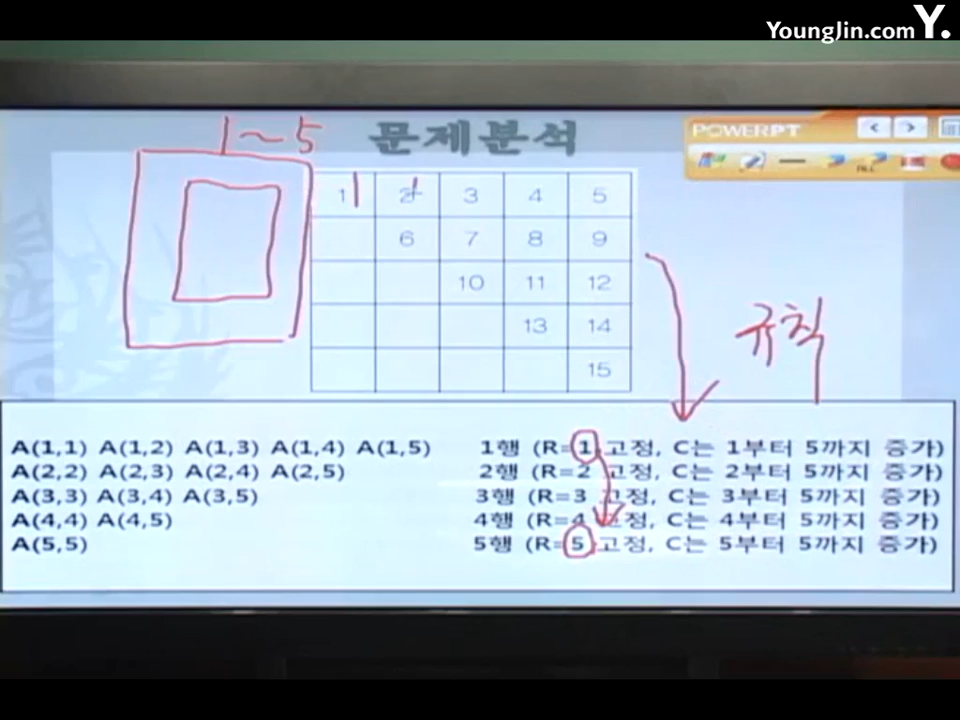 YoungJin.com Y.
1~5
문제분석
POWERPT
1 2 3 4 5
6 7 8 9
10 11 12
13 14
15
규칙
A(1,1) A(1,2) A(1,3) A(1,4) A(1,5)
A(2,2) A(2,3) A(2,4) A(2,5)
A(3,3) A(3,4) A(3,5)
A(4,4) A(4,5)
A(5,5)
1행 (R=1 고정, C는 1부터 5까지 증가)
2행 (R=2 고정, C는 2부터 5까지 증가)
3행 (R=3 고정, C는 3부터 5까지 증가)
4행 (R=4 고정, C는 4부터 5까지 증가)
5행 (R=5 고정, C는 5부터 5까지 증가)